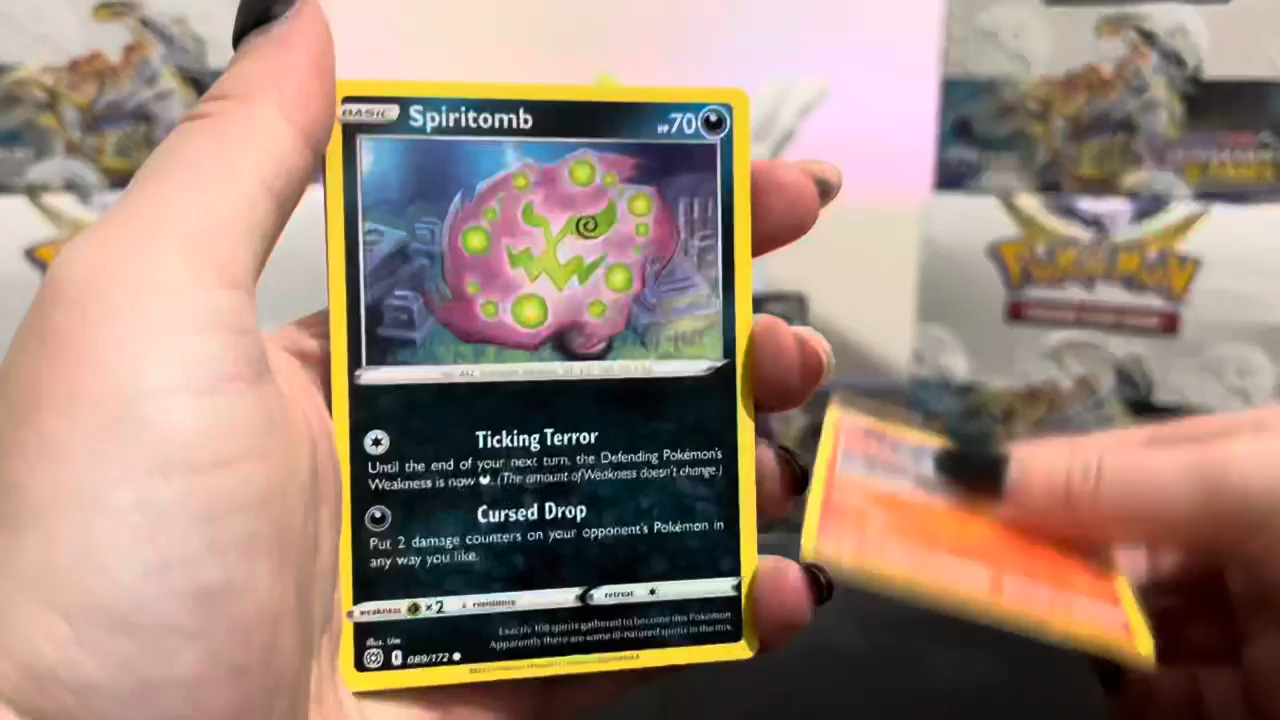 BASIC Spiritomb HP 70
Ticking Terror
Until the end of your next turn, the Defending Pokémon's
Weakness is now . (The amount of Weakness doesn't change.)
Cursed Drop
Put 2 damage counters on your opponent's Pokémon in
any way you like.
weakness ×2 resistance retreat
Exactly 108 spirits gathered to become this Pokémon.
Apparently there are some ill-natured spirits in the mix.
illus.
089/172
POKÉMON